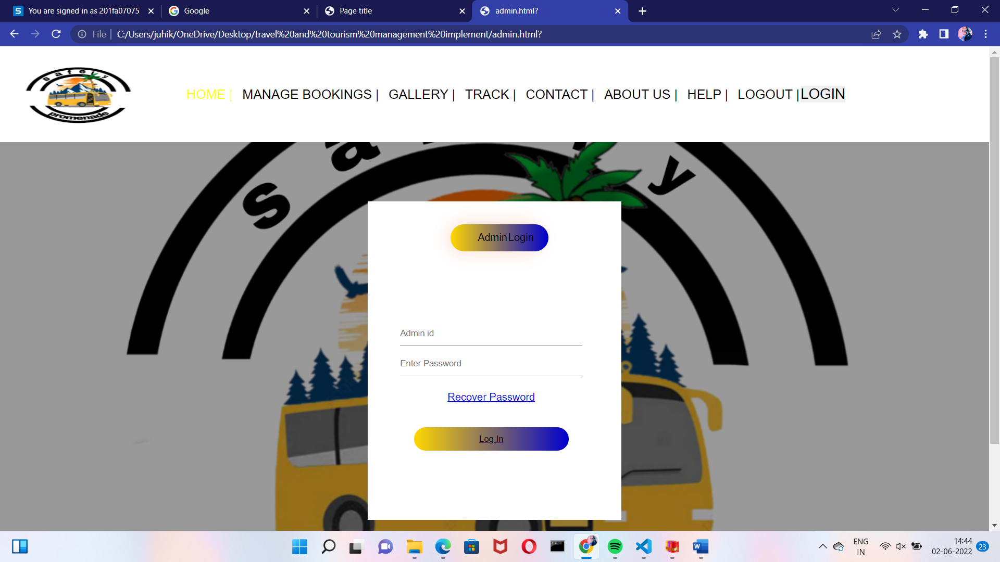 You are signed in as 201fa07075
Google
Page title
admin.html?
File | C:/Users/juhik/OneDrive/Desktop/travel%20and%20tourism%20management%20implement/admin.html?
safely
promenade
HOME | MANAGE BOOKINGS | GALLERY | TRACK | CONTACT | ABOUT US | HELP | LOGOUT | LOGIN
Admin Login
Admin id
Enter Password
Recover Password
Log In
ENG
IN
14:44
02-06-2022
23